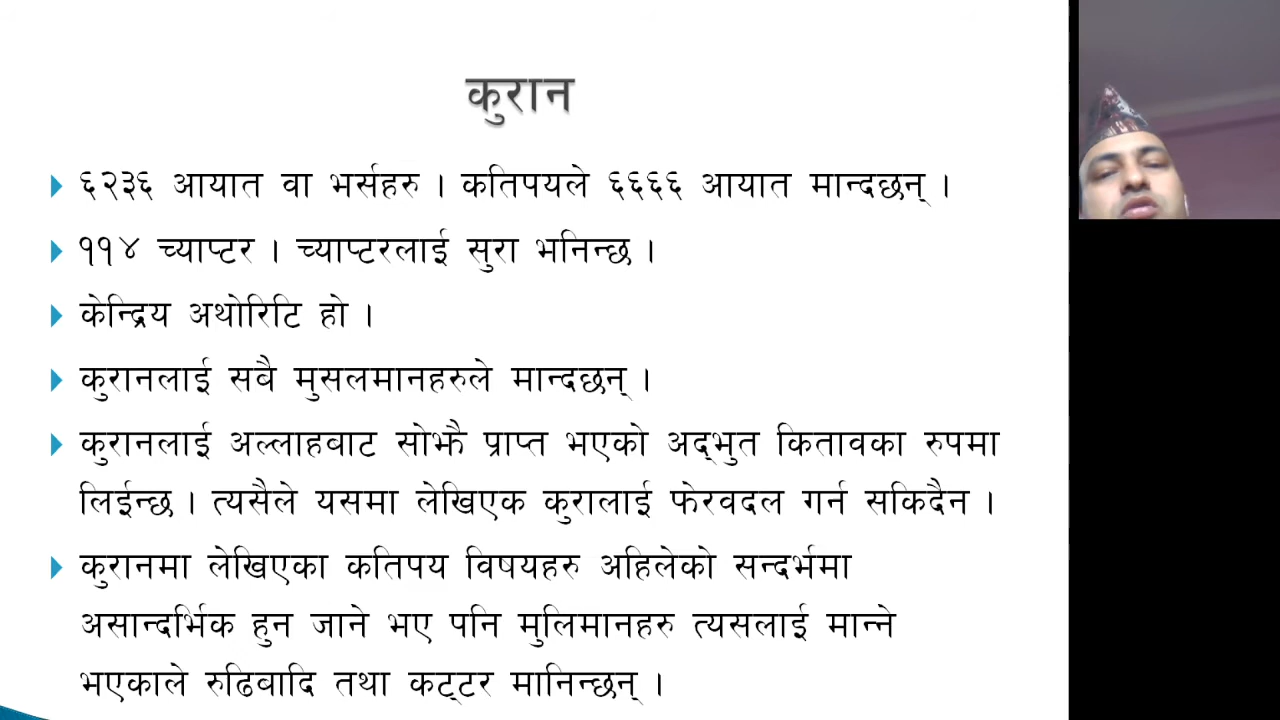 कुरान
६२३६ आयात वा भर्सहरु । कतिपयले ६६६६ आयात मान्दछन् ।
११४ च्याप्टर । च्याप्टरलाई सुरा भनिन्छ ।
केन्द्रिय अथोरिटि हो ।
कुरानलाई सबै मुसलमानहरुले मान्दछन् ।
कुरानलाई अल्लाहबाट सोझै प्राप्त भएको अद्भुत कितावका रुपमा
लिईन्छ । त्यसैले यसमा लेखिएक कुरालाई फेरवदल गर्न सकिदैन ।
कुरानमा लेखिएका कतिपय विषयहरु अहिलेको सन्दर्भमा
असान्दर्भिक हुन जाने भए पनि मुलिमानहरु त्यसलाई मान्ने
भएकाले रुढिबादि तथा कट्टर मानिन्छन् ।